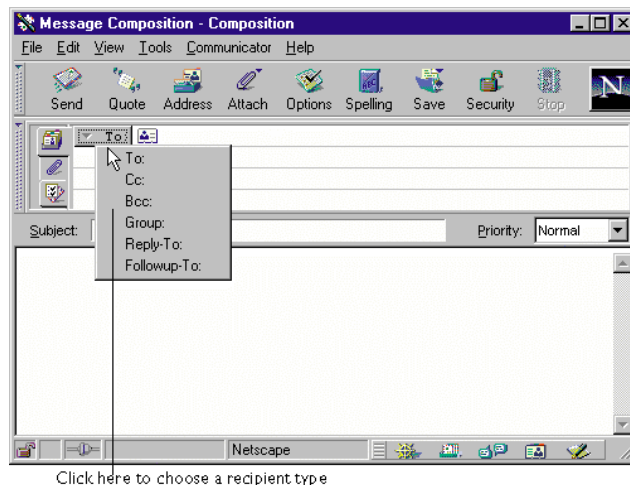 Message Composition - Composition
File Edit View Tools Communicator Help
Send Quote Address Attach Options Spelling Save Security Stop N
To:
To:
Cc:
Bcc:
Group:
Reply-To:
Followup-To:
Subject: Priority: Normal
Netscape
Click here to choose a recipient type